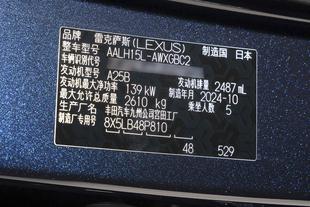 品牌 雷克萨斯(LEXUS) 制造国 日本
整车型号 AALH15L-AWXGBC2
车辆识别代号
发动机型号 A25B 发动机排量 2487 mL
发动机最大净功率 139 kW 制造年月 2024-10
最大允许总质量 2610 kg 乘坐人数 5
生产厂名 丰田汽车九州公司宫田工厂
制造厂专用号 8X5LB48P810
48 529